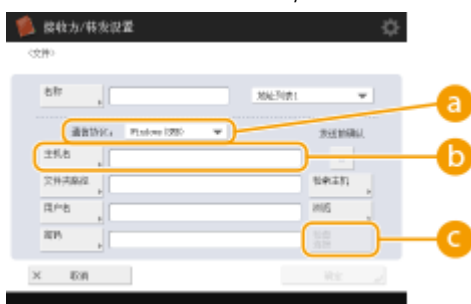 接收方/转发设置
<文件>
名称
地址列表1
通信协议:
Windows (SMB)
发送前确认
主机名
文件夹路径
检索主机
用户名
浏览
密码
检查
连接
× 取消
确定
a
b
c